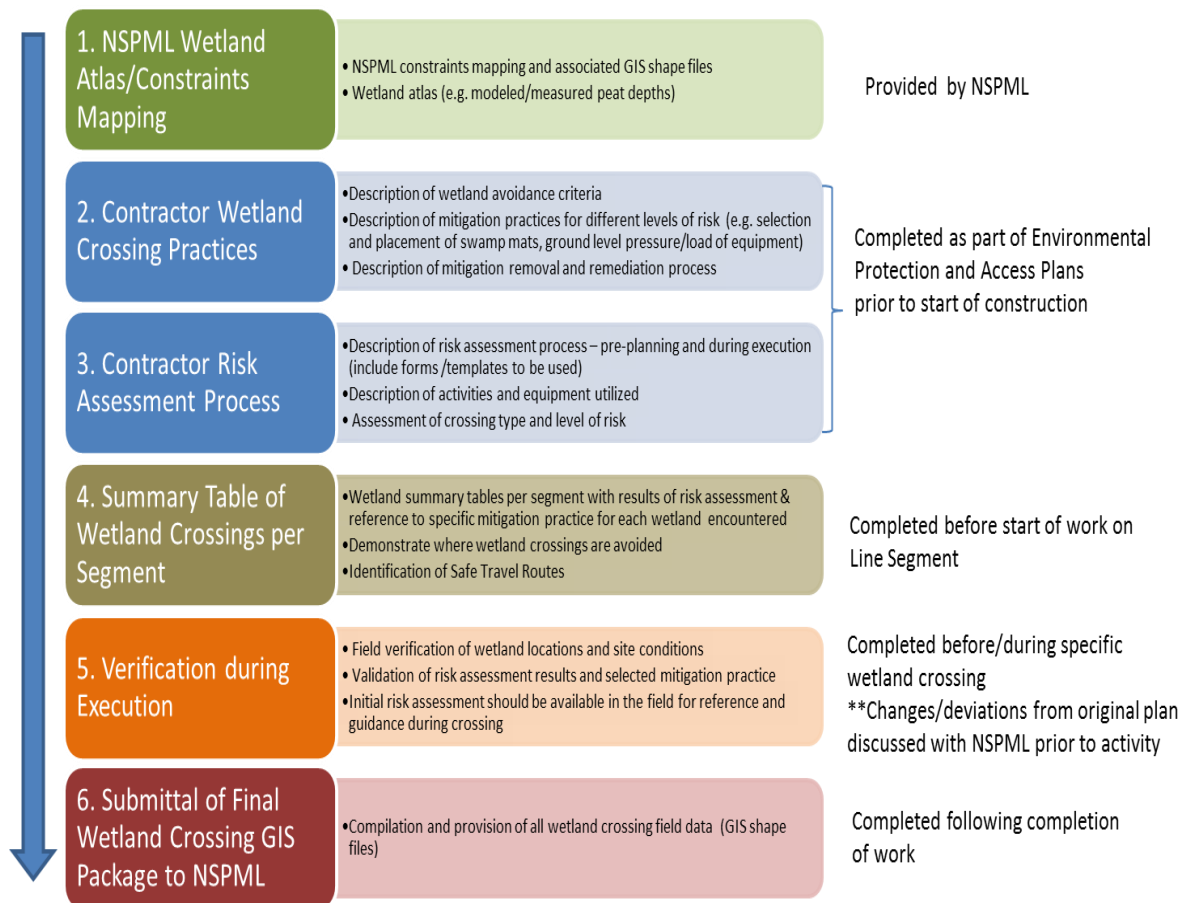 1. NSPML Wetland
Atlas/Constraints
Mapping
• NSPML constraints mapping and associated GIS shape files
• Wetland atlas (e.g. modeled/measured peat depths)
Provided by NSPML
2. Contractor Wetland
Crossing Practices
•Description of wetland avoidance criteria
•Description of mitigation practices for different levels of risk (e.g. selection
and placement of swamp mats, ground level pressure/load of equipment)
• Description of mitigation removal and remediation process
Completed as part of Environmental
Protection and Access Plans
prior to start of construction
3. Contractor Risk
Assessment Process
•Description of risk assessment process – pre-planning and during execution
(include forms /templates to be used)
•Description of activities and equipment utilized
• Assessment of crossing type and level of risk
4. Summary Table of
Wetland Crossings per
Segment
•Wetland summary tables per segment with results of risk assessment &
reference to specific mitigation practice for each wetland encountered
•Demonstrate where wetland crossings are avoided
•Identification of Safe Travel Routes
Completed before start of work on
Line Segment
5. Verification during
Execution
• Field verification of wetland locations and site conditions
• Validation of risk assessment results and selected mitigation practice
•Initial risk assessment should be available in the field for reference and
guidance during crossing
Completed before/during specific
wetland crossing
**Changes/deviations from original plan
discussed with NSPML prior to activity
6. Submittal of Final
Wetland Crossing GIS
Package to NSPML
•Compilation and provision of all wetland crossing field data (GIS shape
files)
Completed following completion
of work